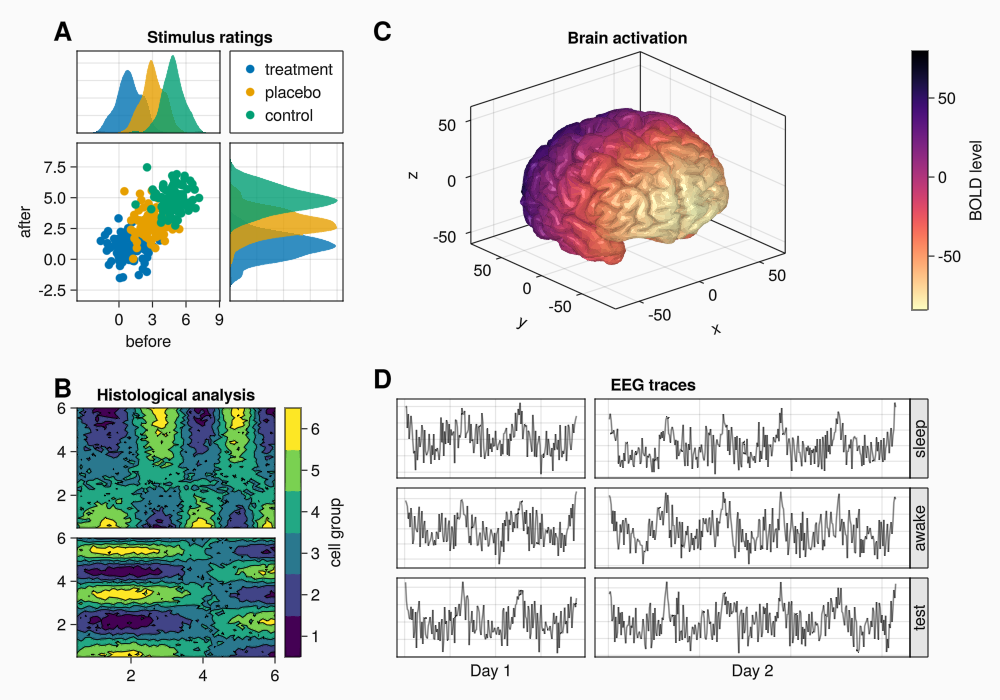 A
Stimulus ratings
treatment
placebo
control
7.5
5.0
2.5
0.0
-2.5
after
0 3 6 9
before
C
Brain activation
50
0
-50
z
50
0
-50
y
-50
0
50
x
50
0
-50
BOLD level
B
Histological analysis
6
4
2
6
4
2
2 4 6
6
5
4
3
2
1
cell group
D
EEG traces
sleep
awake
test
Day 1 Day 2